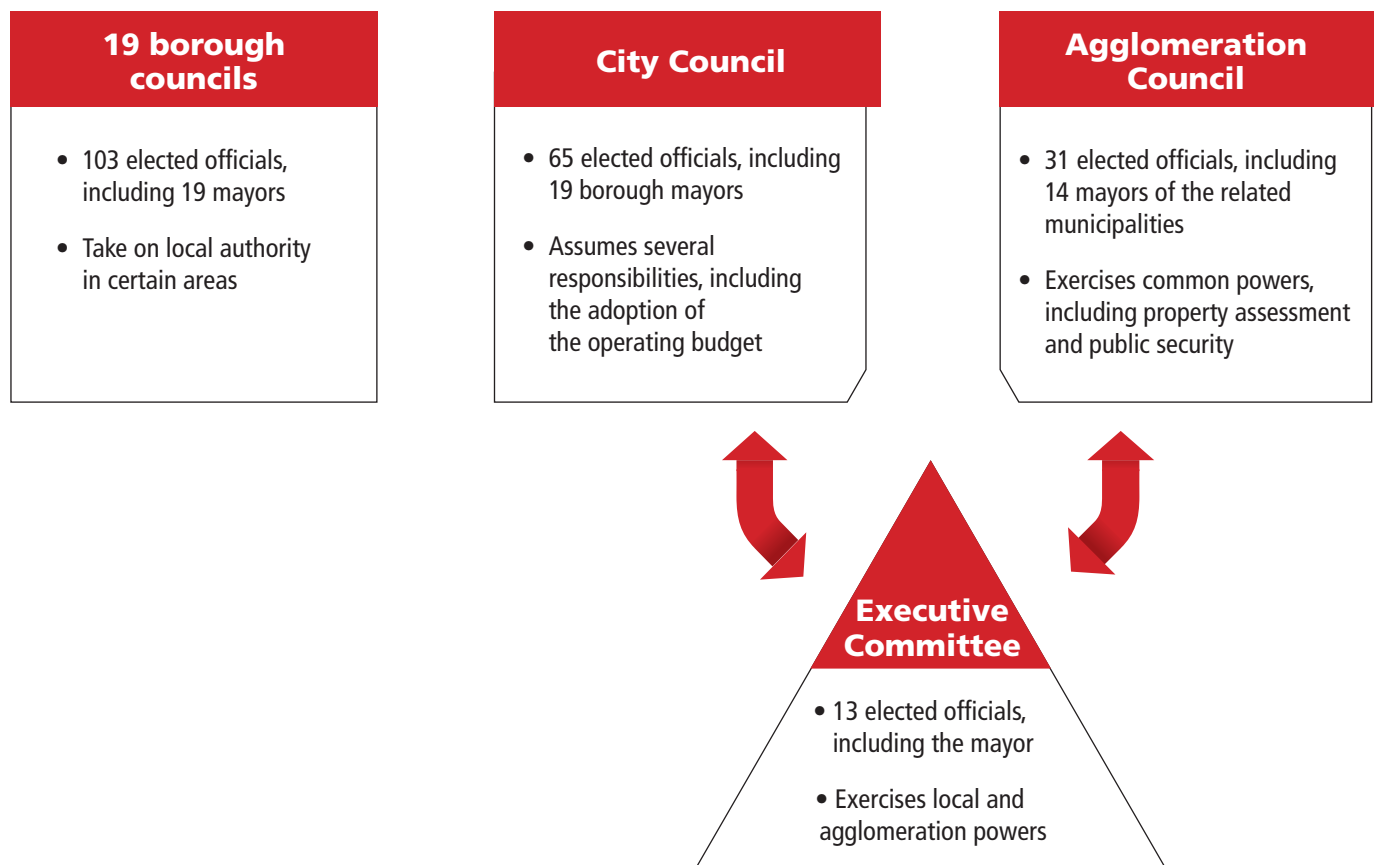 19 borough
councils
• 103 elected officials,
including 19 mayors
• Take on local authority
in certain areas
City Council
• 65 elected officials, including
19 borough mayors
• Assumes several
responsibilities, including
the adoption of
the operating budget
Agglomeration
Council
• 31 elected officials, including
14 mayors of the related
municipalities
• Exercises common powers,
including property assessment
and public security
Executive
Committee
• 13 elected officials,
including the mayor
• Exercises local and
agglomeration powers